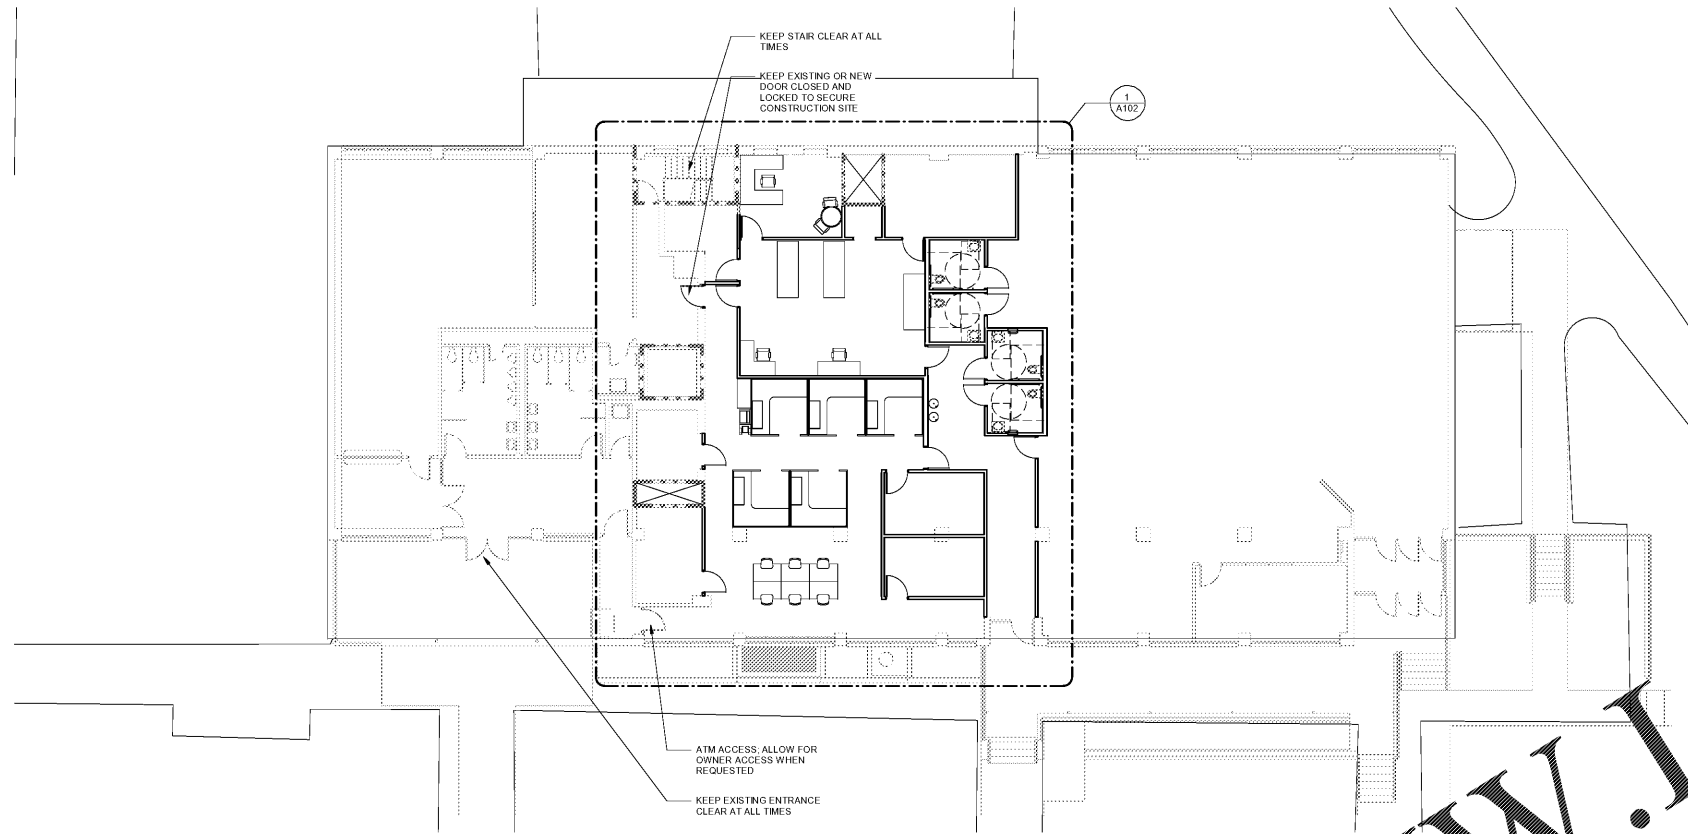 KEEP STAIR CLEAR AT ALL
TIMES
KEEP EXISTING OR NEW
DOOR CLOSED AND
LOCKED TO SECURE
CONSTRUCTION SITE
1
A102
ATM ACCESS; ALLOW FOR
OWNER ACCESS WHEN
REQUESTED
KEEP EXISTING ENTRANCE
CLEAR AT ALL TIMES